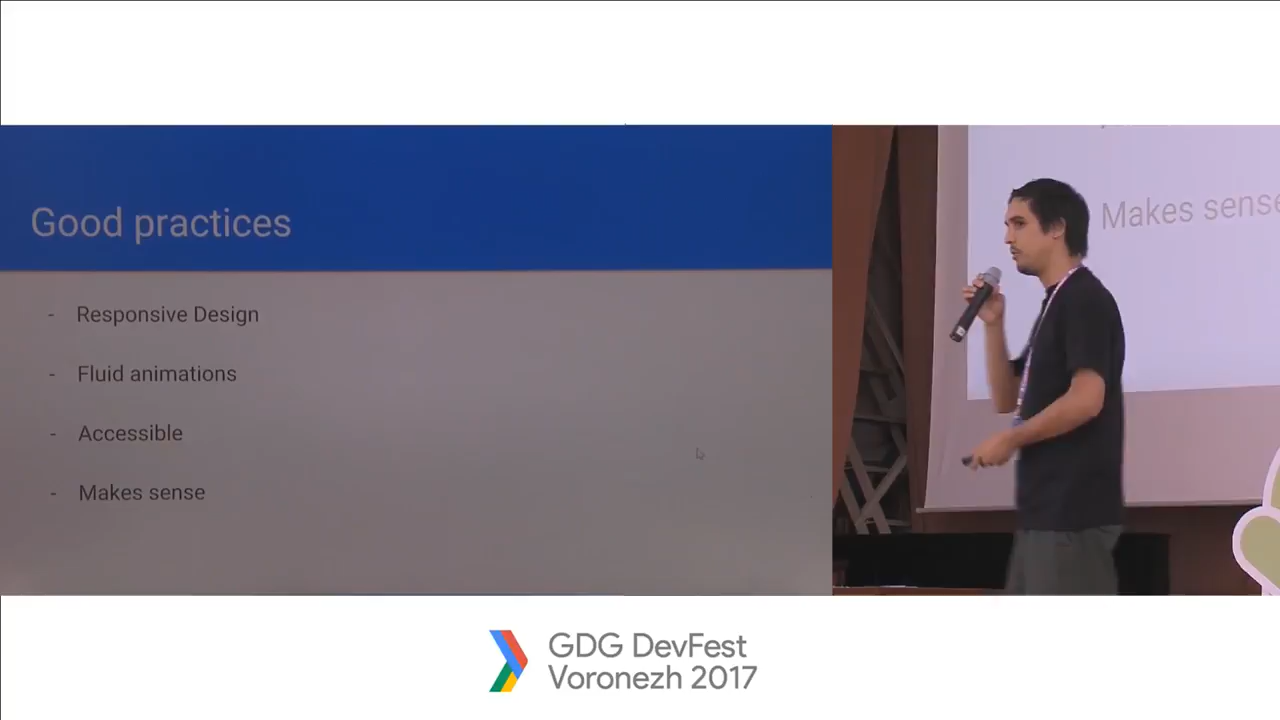 Good practices
- Responsive Design
- Fluid animations
- Accessible
- Makes sense
Makes sense
GDG DevFest
Voronezh 2017